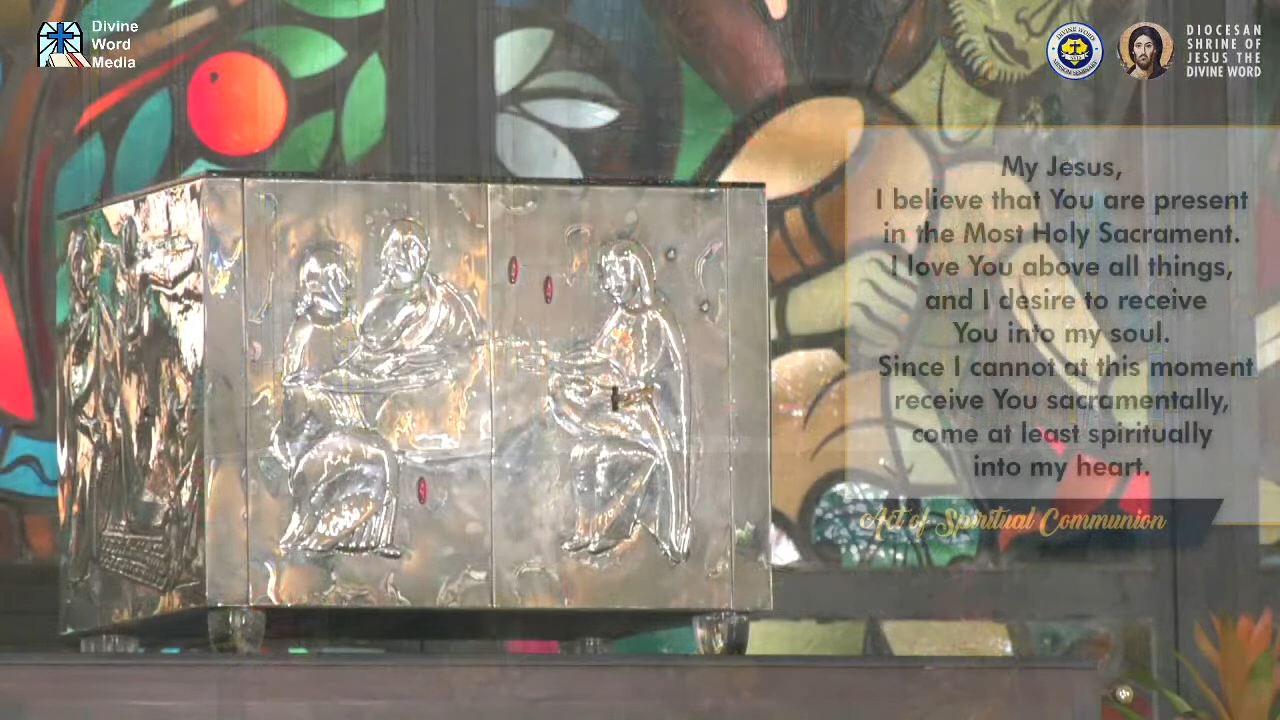 Divine
Word
Media
DIOCESAN
SHRINE OF
JESUS THE
DIVINE WORD
My Jesus,
I believe that You are present
in the Most Holy Sacrament.
I love You above all things,
and I desire to receive
You into my soul.
Since I cannot at this moment
receive You sacramentally,
come at least spiritually
into my heart.
Act of Spiritual Communion